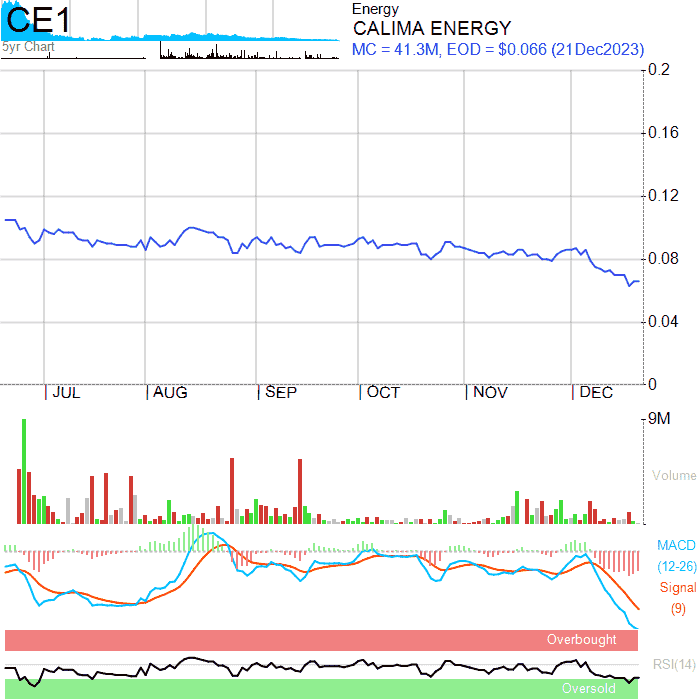 CE1
5yr Chart
Energy
CALIMA ENERGY
MC = 41.3M, EOD = $0.066 (21Dec2023)
0.2
0.16
0.12
0.08
0.04
0
JUL AUG SEP OCT NOV DEC
9M
Volume
MACD
(12-26)
Signal
(9)
Overbought
RSI(14)
Oversold